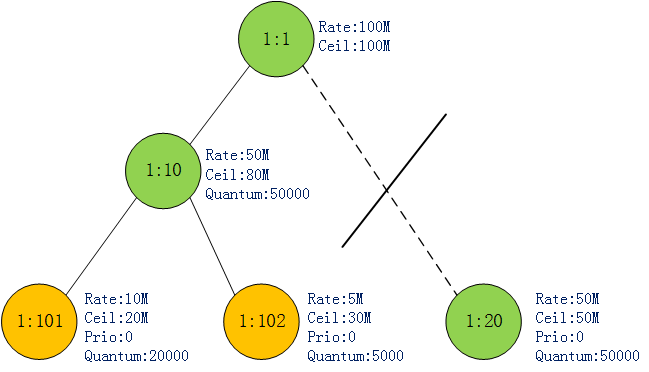 1:1
Rate:100M
Ceil:100M
1:10
Rate:50M
Ceil:80M
Quantum:50000
1:101
Rate:10M
Ceil:20M
Prio:0
Quantum:20000
1:102
Rate:5M
Ceil:30M
Prio:0
Quantum:5000
1:20
Rate:50M
Ceil:50M
Prio:0
Quantum:50000